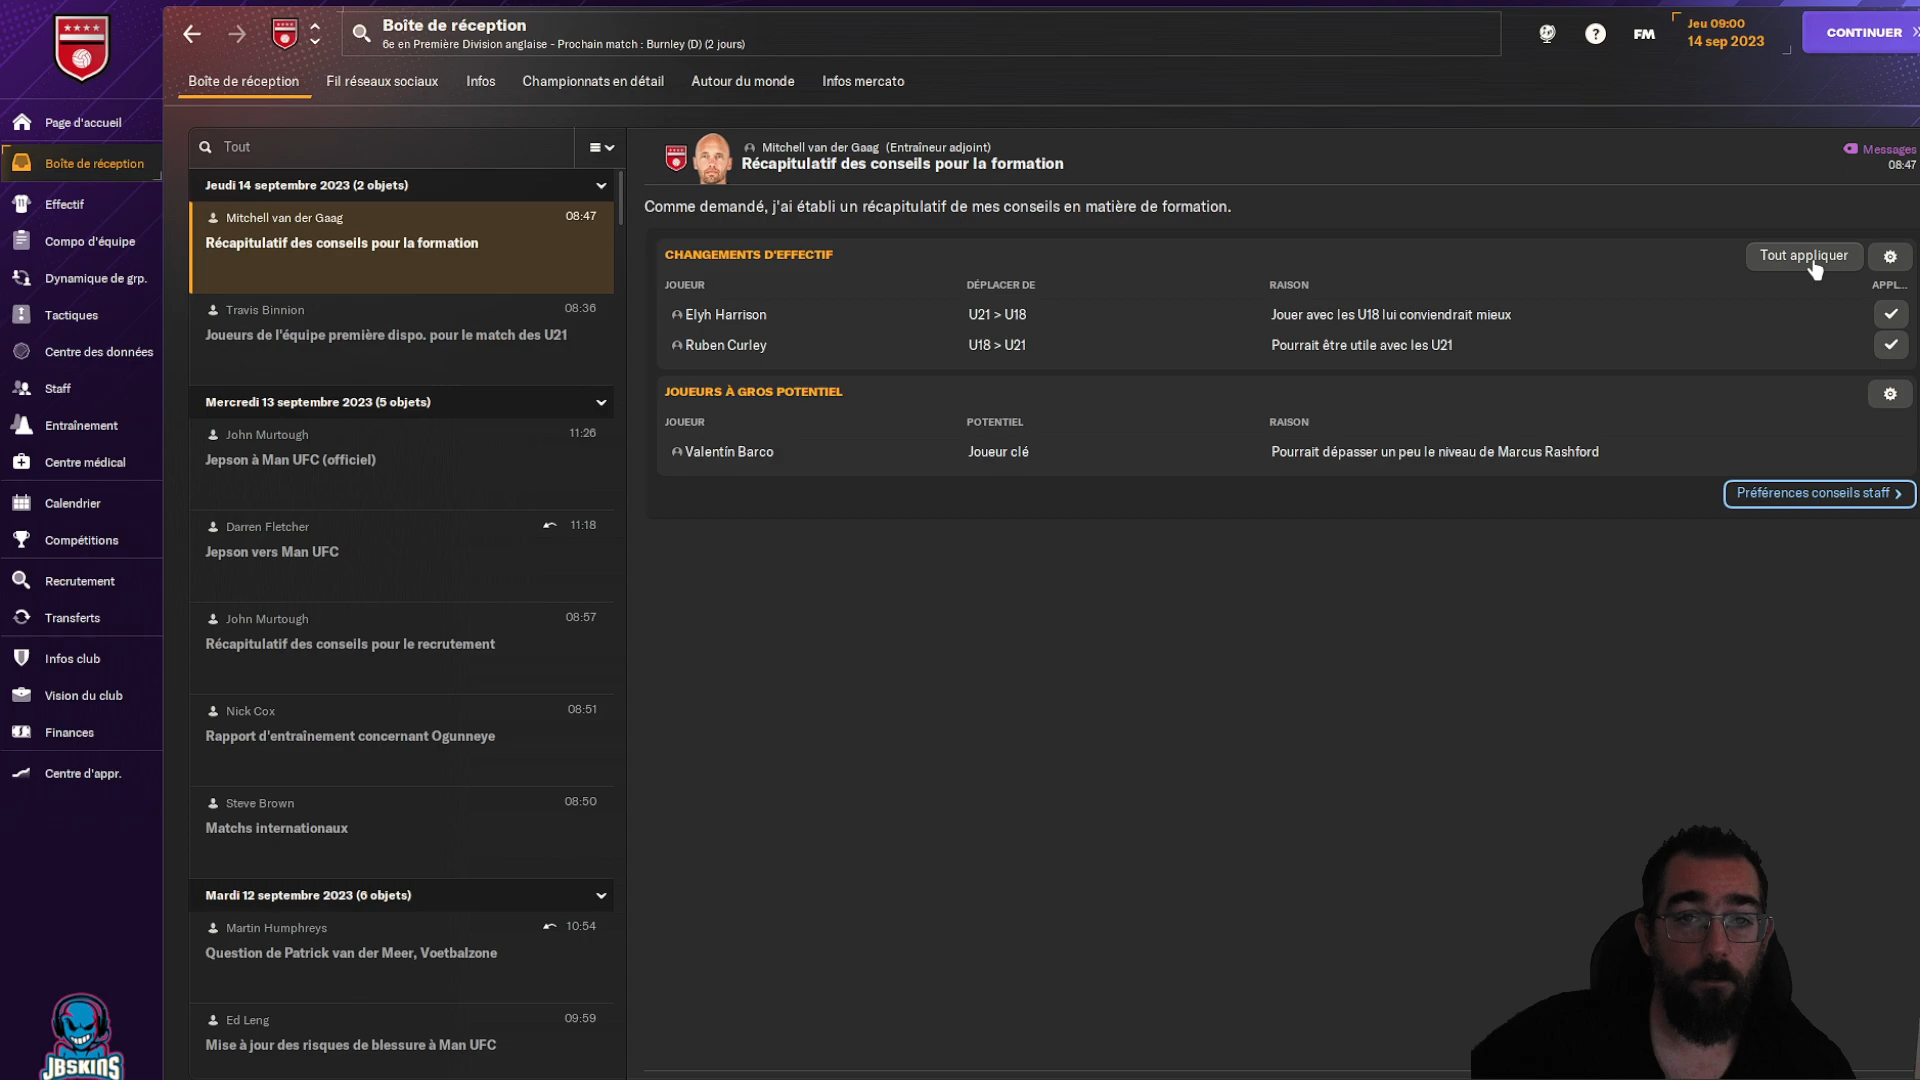 Boîte de réception
6e en Première Division anglaise - Prochain match : Burnley (D) (2 jours)
?
FM
Jeu 09:00
14 sep 2023
CONTINUER
Boîte de réception
Fil réseaux sociaux
Infos
Championnats en détail
Autour du monde
Infos mercato
Page d'accueil
Boîte de réception
Effectif
Compo d'équipe
Dynamique de grp.
Tactiques
Centre des données
Staff
Entraînement
Centre médical
Calendrier
Compétitions
Recrutement
Transferts
Infos club
Vision du club
Finances
Centre d'appr.
JBSKINS
Tout
Jeudi 14 septembre 2023 (2 objets)
Mitchell van der Gaag 08:47
Récapitulatif des conseils pour la formation
Travis Binnion 08:36
Joueurs de l'équipe première dispo. pour le match des U21
Mercredi 13 septembre 2023 (5 objets)
John Murtough 11:26
Jepson à Man UFC (officiel)
Darren Fletcher 11:18
Jepson vers Man UFC
John Murtough 08:57
Récapitulatif des conseils pour le recrutement
Nick Cox 08:51
Rapport d'entraînement concernant Ogunneye
Steve Brown 08:50
Matchs internationaux
Mardi 12 septembre 2023 (6 objets)
Martin Humphreys 10:54
Question de Patrick van der Meer, Voetbalzone
Ed Leng 09:59
Mise à jour des risques de blessure à Man UFC
Mitchell van der Gaag (Entraîneur adjoint)
Récapitulatif des conseils pour la formation
Messages
08:47
Comme demandé, j'ai établi un récapitulatif de mes conseils en matière de formation.
CHANGEMENTS D'EFFECTIF
Tout appliquer
JOUEUR DÉPLACER DE RAISON APPL...
Elyh Harrison U21 > U18 Jouer avec les U18 lui conviendrait mieux
Ruben Curley U18 > U21 Pourrait être utile avec les U21
JOUEURS À GROS POTENTIEL
JOUEUR POTENTIEL RAISON
Valentín Barco Joueur clé Pourrait dépasser un peu le niveau de Marcus Rashford
Préférences conseils staff >